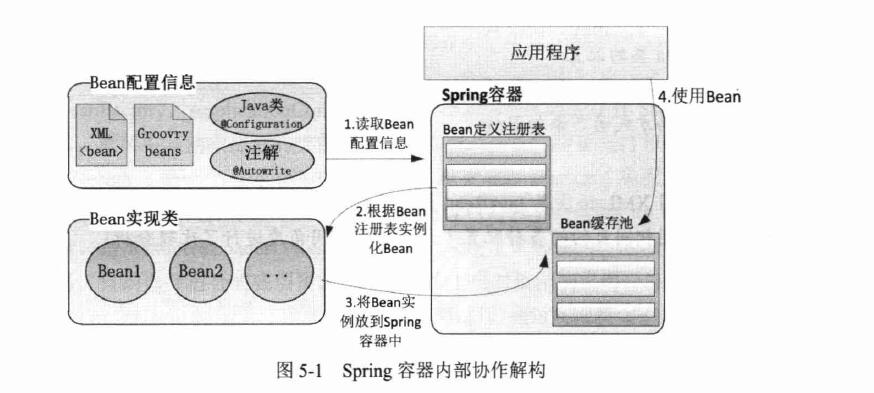 应用程序
Bean配置信息
XML
<bean>
Groovry
beans
Java类
@Configuration
注解
@Autowrite
1.读取Bean
配置信息
Spring容器
Bean定义注册表
4.使用Bean
2.根据Bean
注册表实例
化Bean
Bean实现类
Bean1
Bean2
...
Bean缓存池
3.将Bean实
例放到Spring
容器中
图 5-1 Spring 容器内部协作解构